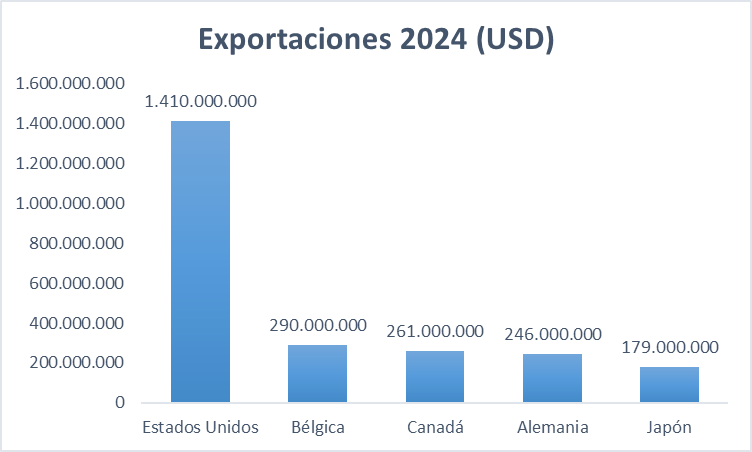 Exportaciones 2024 (USD)
1.600.000.000
1.400.000.000
1.200.000.000
1.000.000.000
800.000.000
600.000.000
400.000.000
200.000.000
0
1.410.000.000
290.000.000
261.000.000
246.000.000
179.000.000
Estados Unidos
Bélgica
Canadá
Alemania
Japón